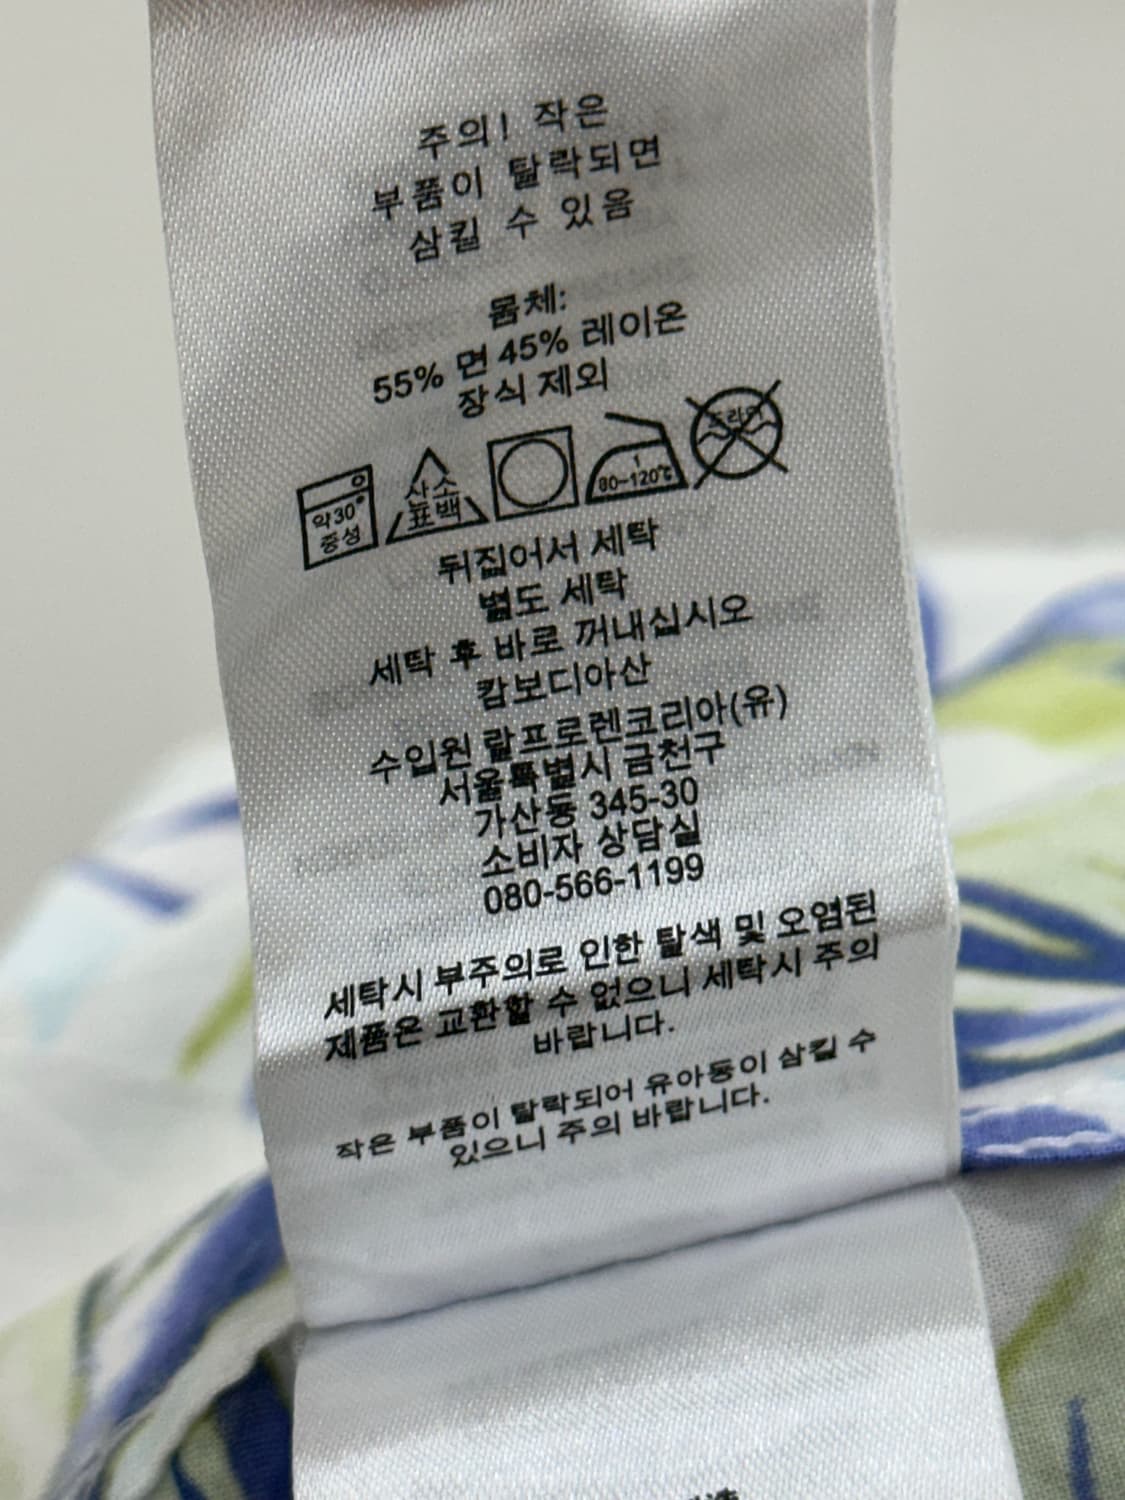 주의! 작은
부품이 탈락되면
삼킬 수 있음
몸체:
55% 면 45% 레이온
장식 제외
약30°
중성
산소
표백
1
80-120℃
드라이
뒤집어서 세탁
별도 세탁
세탁 후 바로 꺼내십시오
캄보디아산
수입원 랄프로렌코리아(유)
서울특별시 금천구
가산동 345-30
소비자 상담실
080-566-1199
세탁시 부주의로 인한 탈색 및 오염된
제품은 교환할 수 없으니 세탁시 주의
바랍니다.
작은 부품이 탈락되어 유아동이 삼킬 수
있으니 주의 바랍니다.